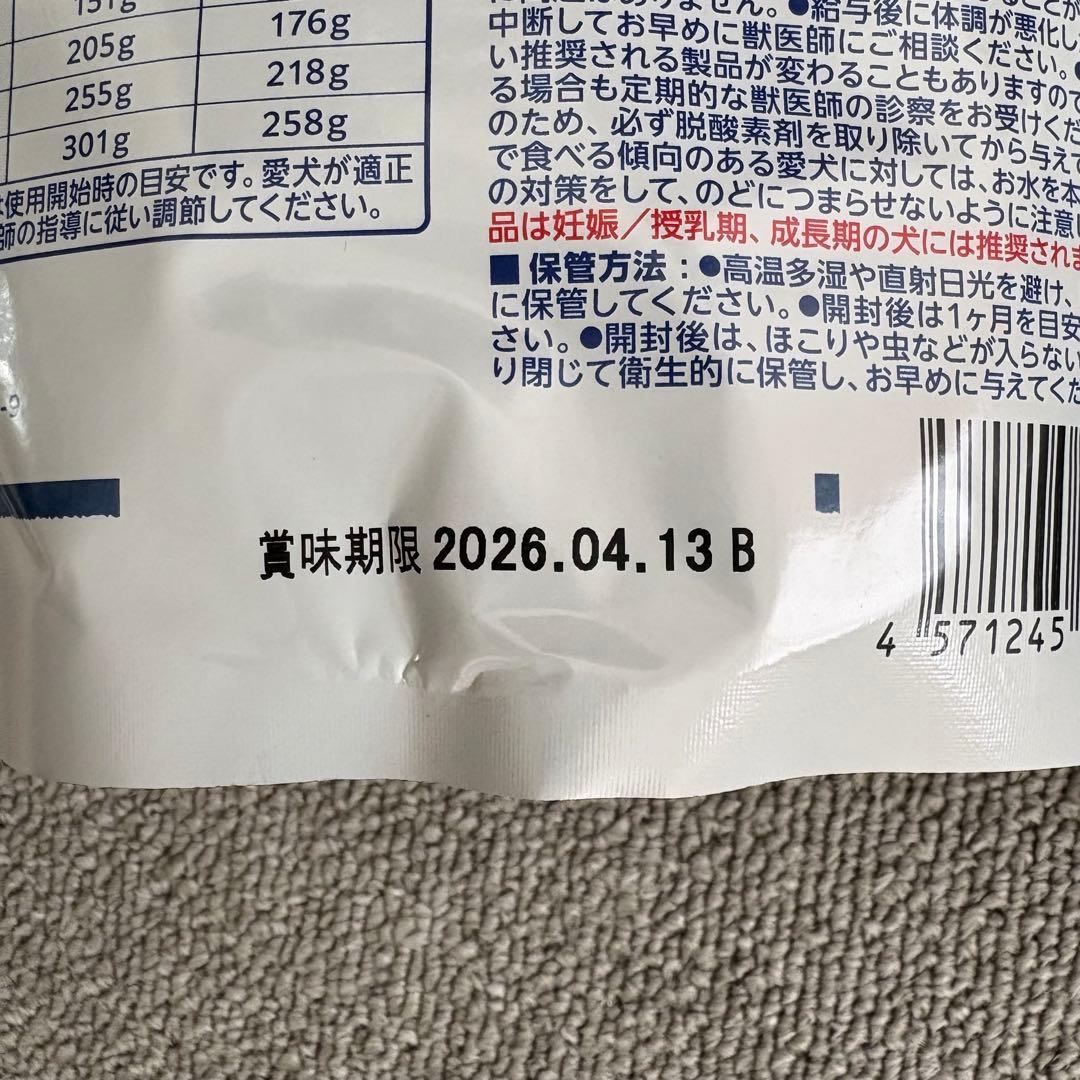 151g
205g 176g
255g 218g
301g 258g
使用開始時の目安です。愛犬が適正
師の指導に従い調節してください。
●給与後に体調が悪化し
中断してお早めに獣医師にご相談ください。
い推奨される製品が変わることもありますので
る場合も定期的な獣医師の診察をお受けくだ
のため、必ず脱酸素剤を取り除いてから与えて
で食べる傾向のある愛犬に対しては、お水を本
の対策をして、のどにつまらせないように注意
品は妊娠/授乳期、成長期の犬には推奨されま
■保管方法:●高温多湿や直射日光を避け、
に保管してください。●開封後は1ヶ月を目安
さい。●開封後は、ほこりや虫などが入らない
り閉じて衛生的に保管し、お早めに与えてくだ
賞味期限 2026.04.13 B
4 571245